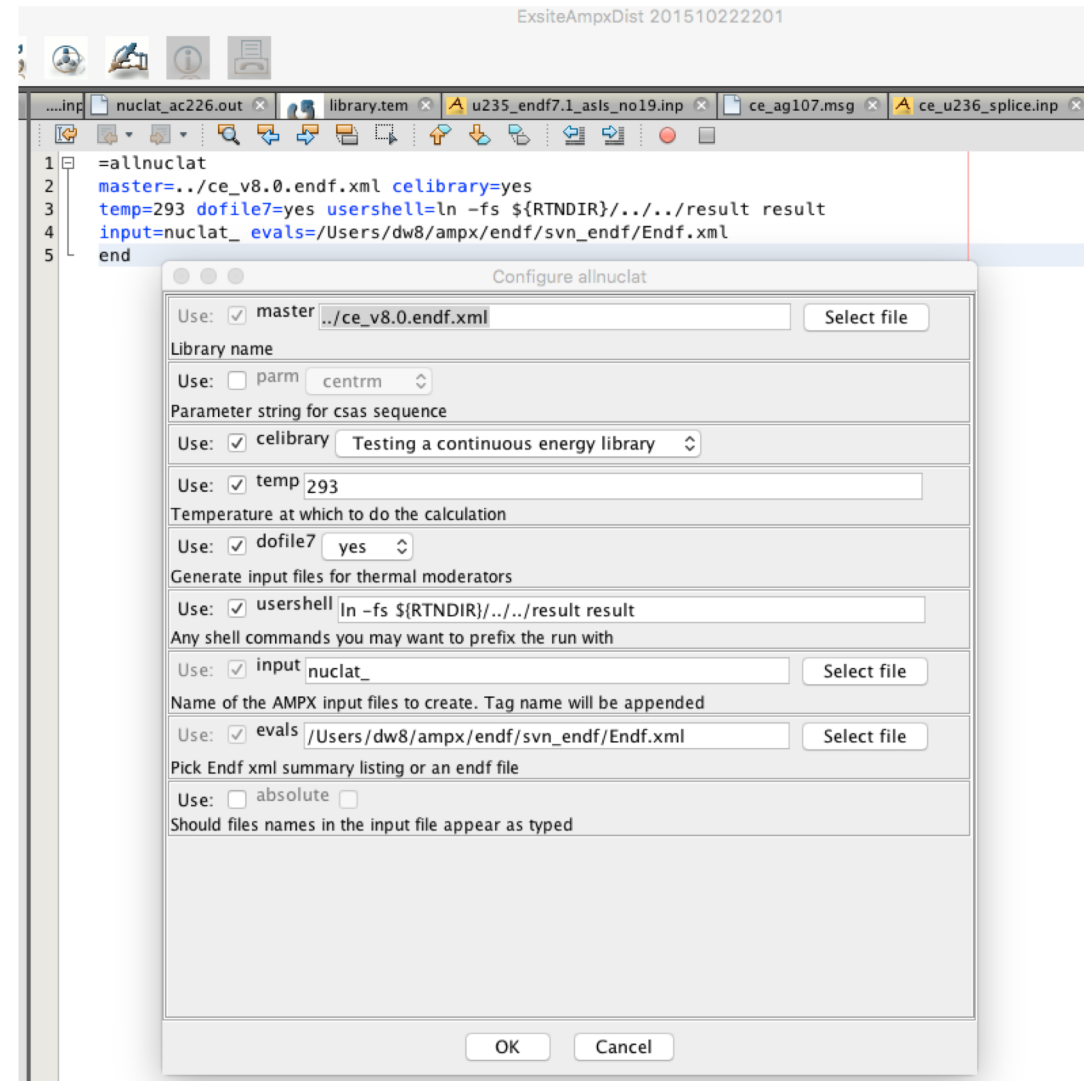 ExsiteAmpxDist 201510222201
....inp nuclat_ac226.out library.tem u235_endf7.1_asIs_no19.inp ce_ag107.msg ce_u236_splice.inp
1 =allnuclat
2 master=../ce_v8.0.endf.xml celibrary=yes
3 temp=293 dofile7=yes usershell=ln -fs ${RTNDIR}/../../result result
4 input=nuclat_ evals=/Users/dw8/ampx/endf/svn_endf/Endf.xml
5 end
Configure allnuclat
Use: master ../ce_v8.0.endf.xml Select file
Library name
Use: parm centrm
Parameter string for csas sequence
Use: celibrary Testing a continuous energy library
Use: temp 293
Temperature at which to do the calculation
Use: dofile7 yes
Generate input files for thermal moderators
Use: usershell ln -fs ${RTNDIR}/../../result result
Any shell commands you may want to prefix the run with
Use: input nuclat_ Select file
Name of the AMPX input files to create. Tag name will be appended
Use: evals /Users/dw8/ampx/endf/svn_endf/Endf.xml Select file
Pick Endf xml summary listing or an endf file
Use: absolute
Should files names in the input file appear as typed
OK Cancel